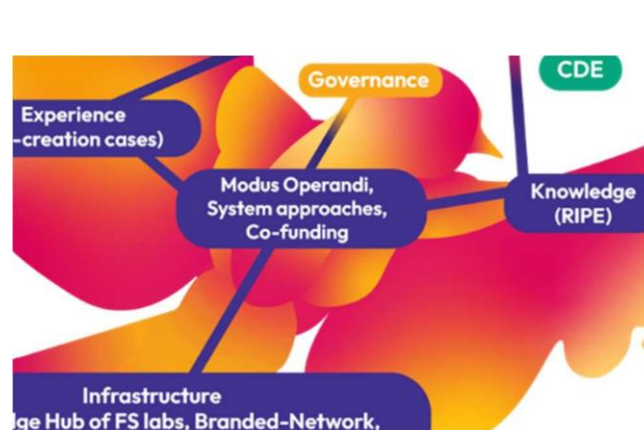 CDE
Governance
Experience
-creation cases)
Modus Operandi,
System approaches,
Co-funding
Knowledge
(RIPE)
Infrastructure
ge Hub of FS labs, Branded-Network,